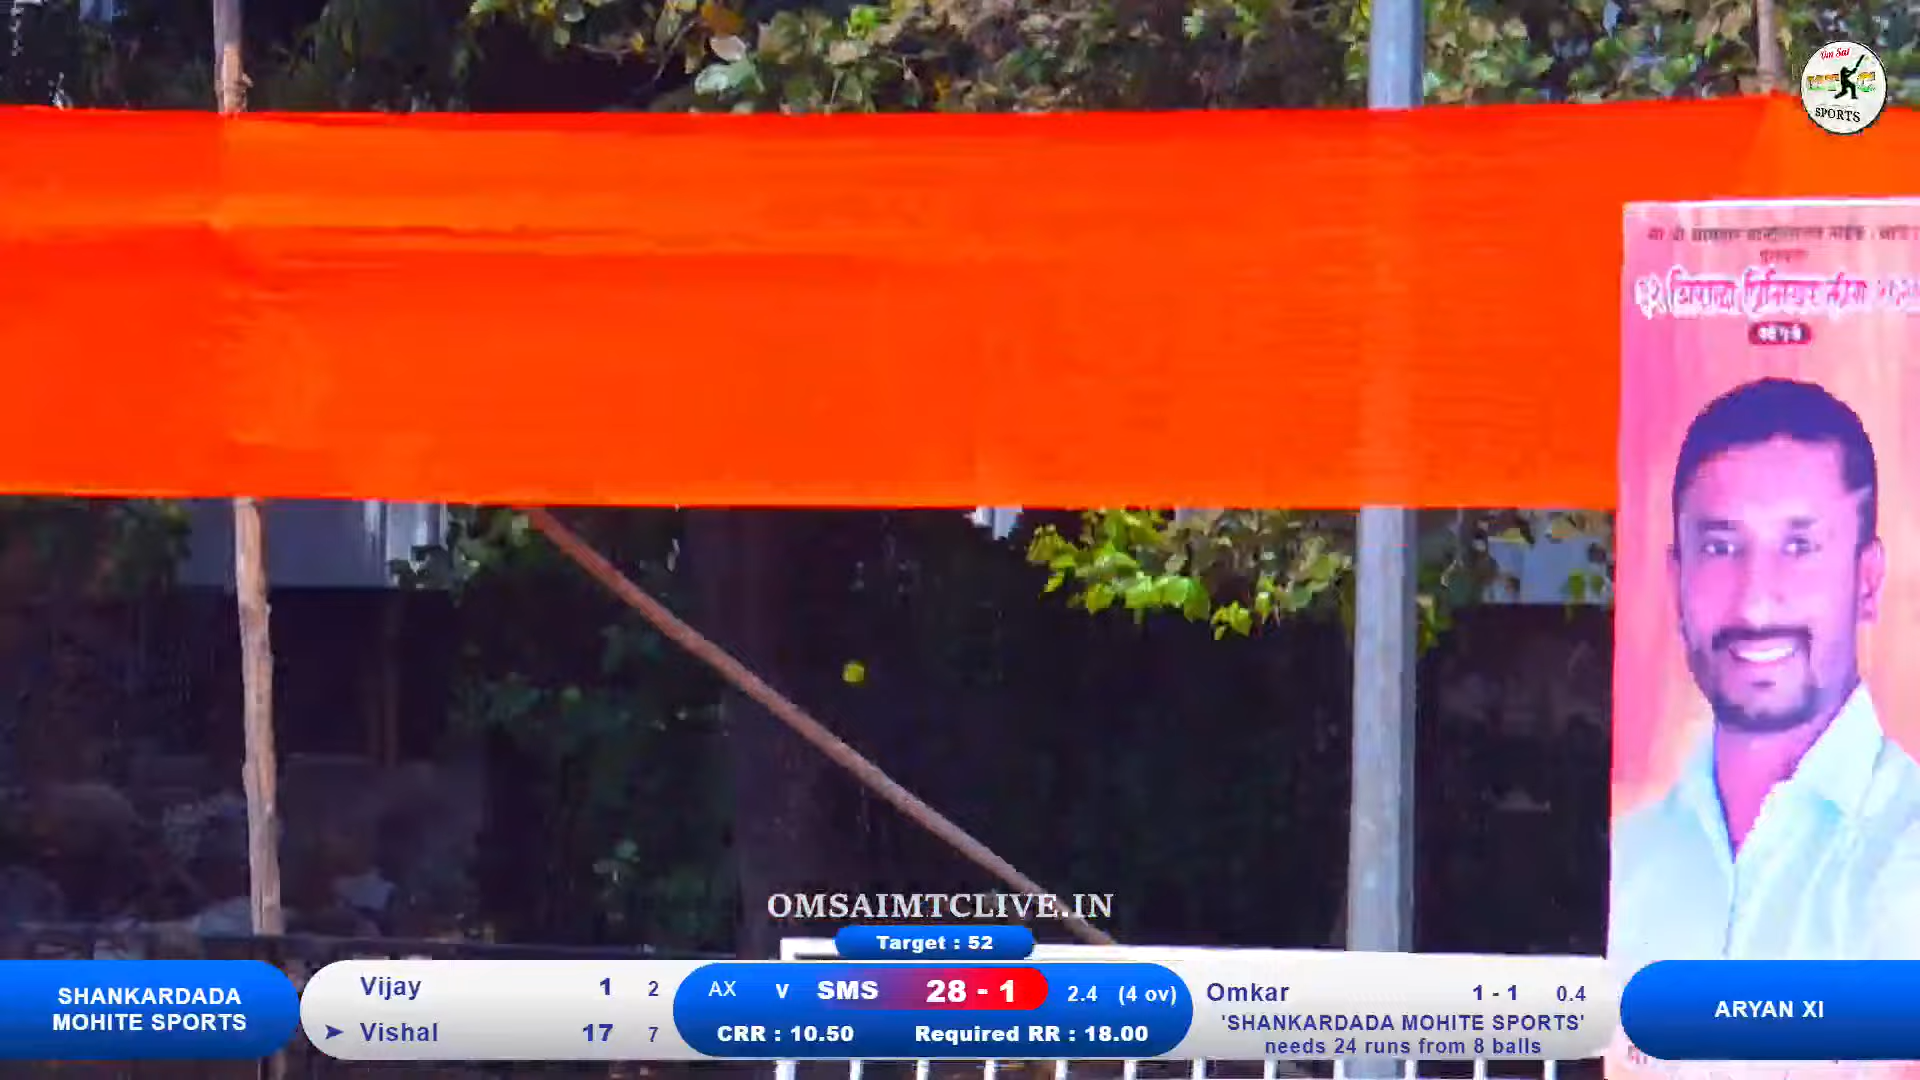 Om Sai
SPORTS
OMSAIMTCLIVE.IN
Target : 52
SHANKARDADA
MOHITE SPORTS
Vijay 1 2
➤ Vishal 17 7
AX v SMS 28 - 1 2.4 (4 ov)
CRR : 10.50 Required RR : 18.00
Omkar 1 - 1 0.4
'SHANKARDADA MOHITE SPORTS'
needs 24 runs from 8 balls
ARYAN XI